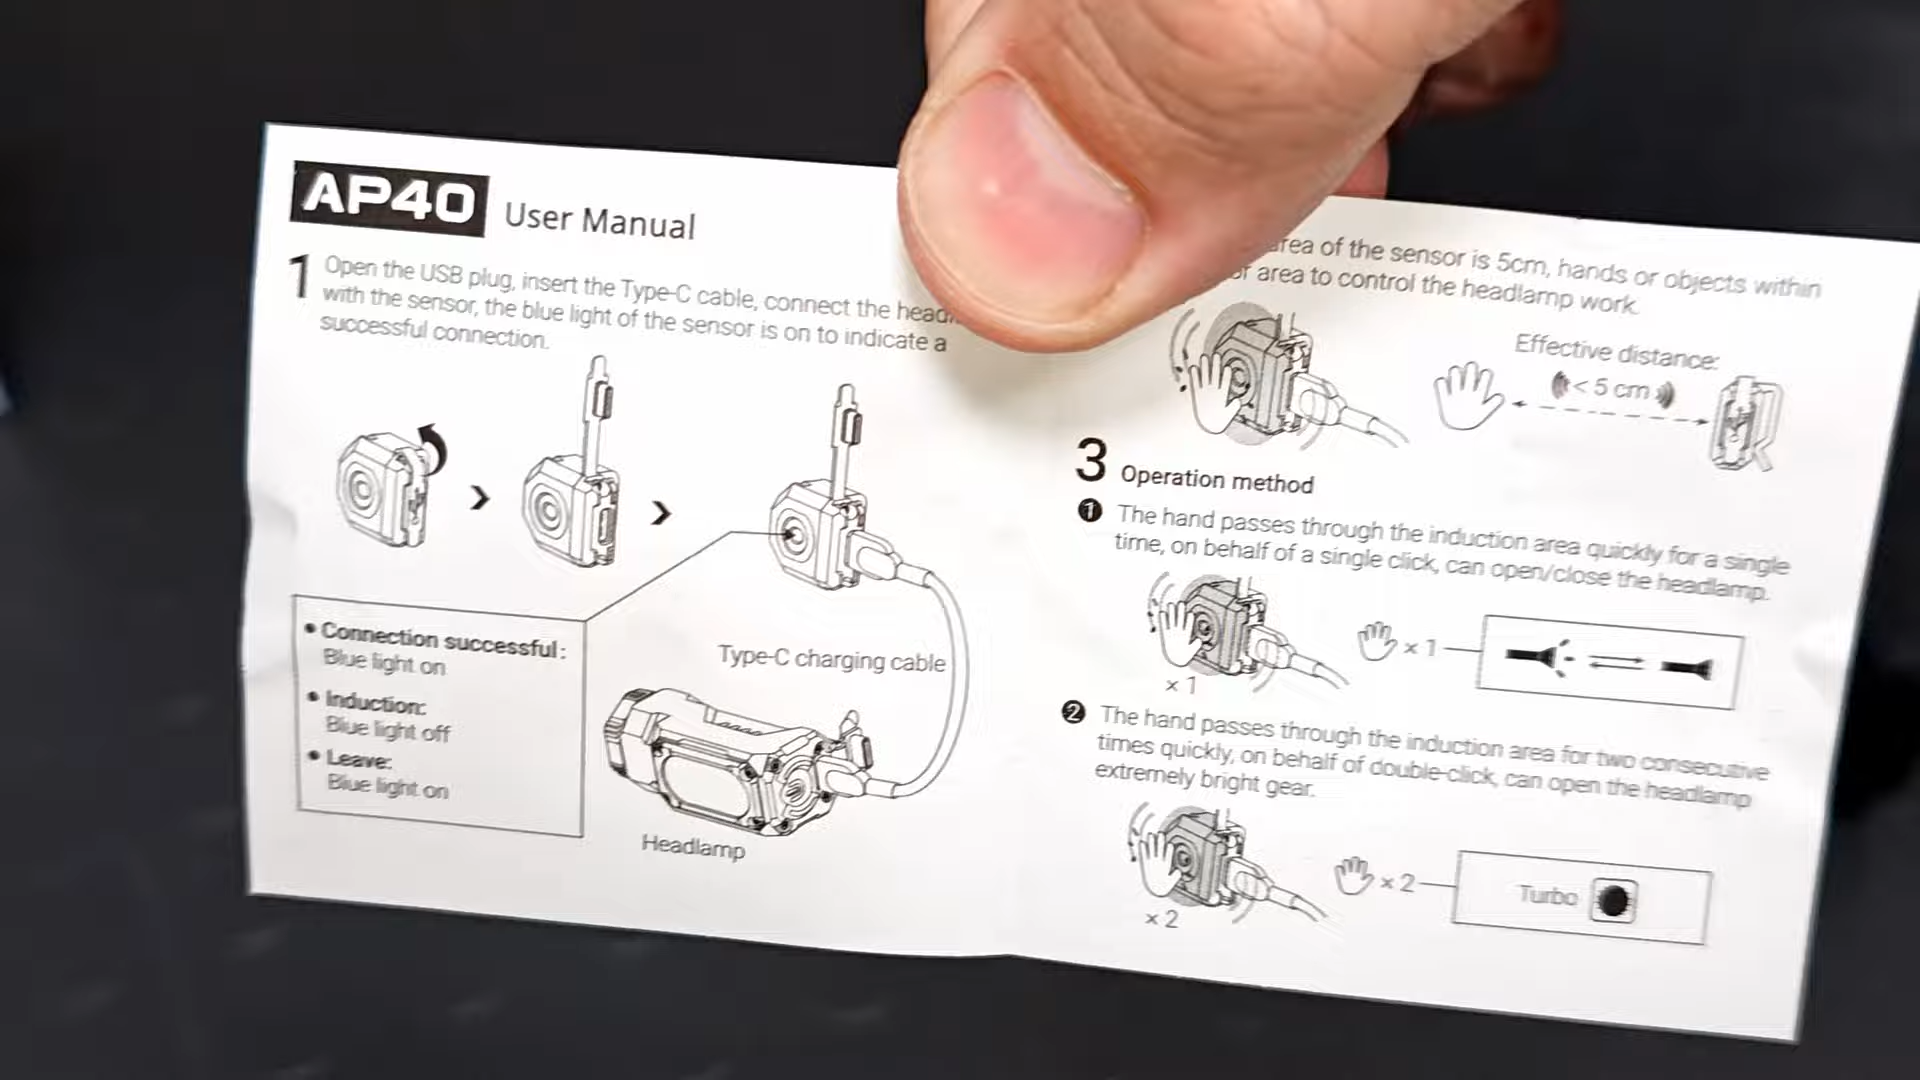 AP40 User Manual
1 Open the USB plug, insert the Type-C cable, connect the
with the sensor, the blue light of the sensor is on to indicate a
successful connection.
• Connection successful:
Blue light on
• Induction:
Blue light off
• Leave:
Blue light on
Type-C charging cable
Headlamp
of the sensor is 5cm, hands or objects within
area to control the headlamp work.
Effective distance:
< 5 cm
3 Operation method
1 The hand passes through the induction area quickly for a single
time, on behalf of a single click, can open/close the headlamp.
x 1
x 1
2 The hand passes through the induction area for two consecutive
times quickly, on behalf of double-click, can open the headlamp
extremely bright gear.
x 2
x 2
Turbo